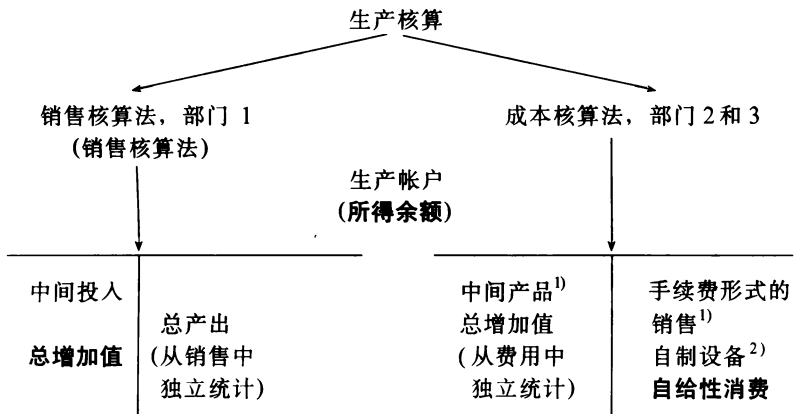 生产核算
销售核算法，部门 1
(销售核算法)
成本核算法，部门 2 和 3
生产帐户
(所得余额)
中间投入
总增加值
总产出
(从销售中
独立统计)
中间产品1)
总增加值
(从费用中
独立统计)
手续费形式的
销售1)
自制设备2)
自给性消费